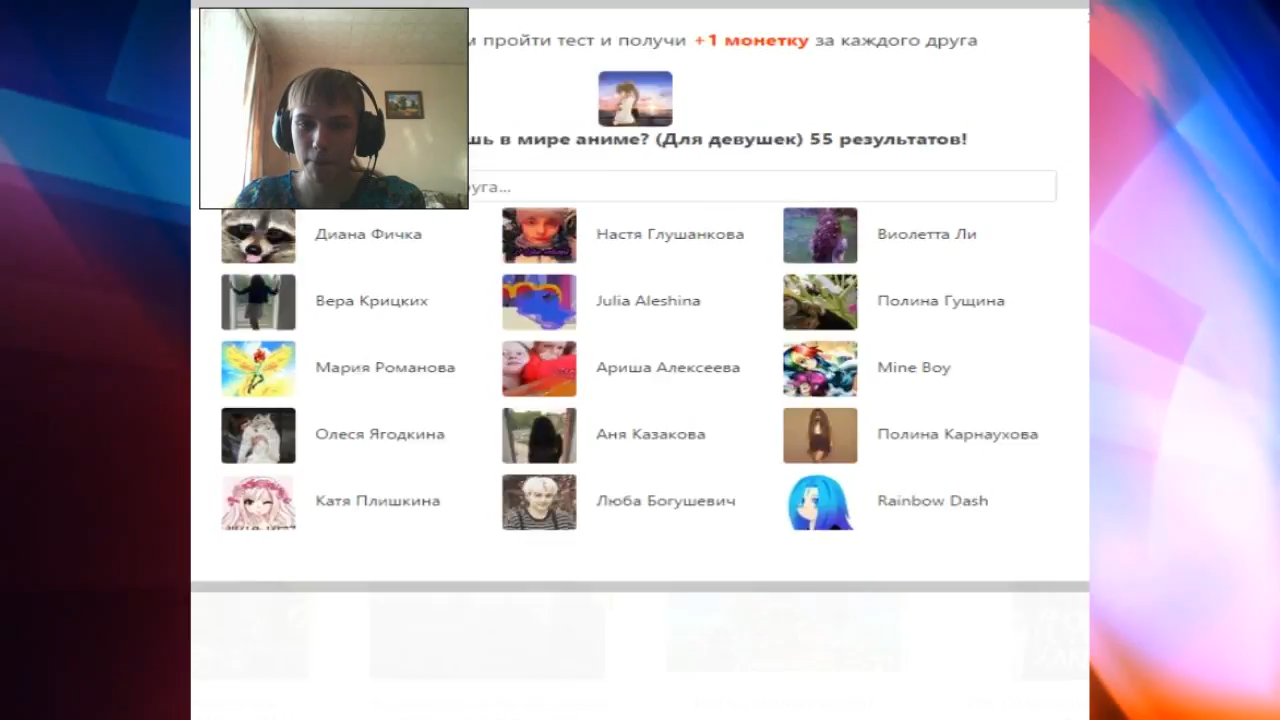 м пройти тест и получи +1 монетку за каждого друга
шь в мире аниме? (Для девушек) 55 результатов!
уга...
Диана Фичка
Настя Глушанкова
Виолетта Ли
Вера Крицких
Julia Aleshina
Полина Гущина
Мария Романова
Ариша Алексеева
Mine Boy
Олеся Ягодкина
Аня Казакова
Полина Карнаухова
Катя Плишкина
Люба Богушевич
Rainbow Dash